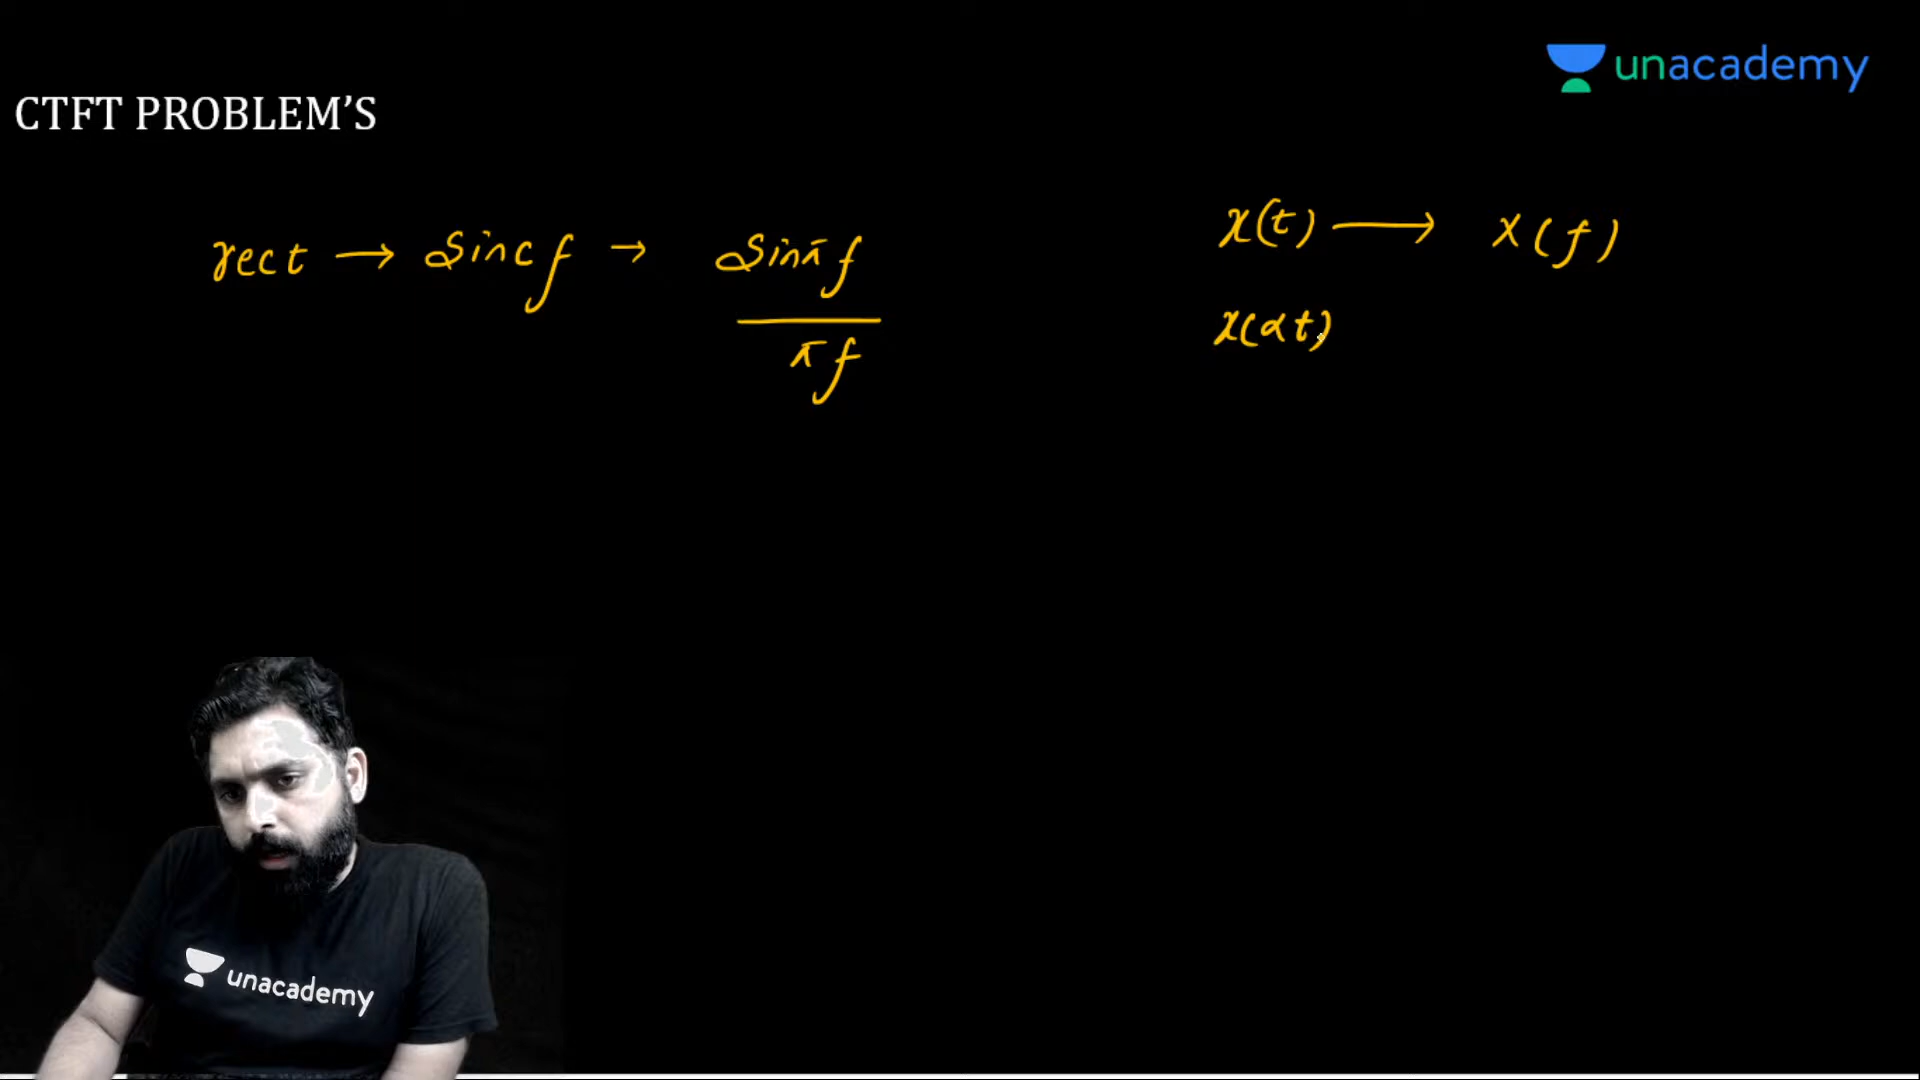 unacademy
CTFT PROBLEM'S
rect → sinc f → sinπf / πf
x(t) → X(f)
x(αt)
unacademy